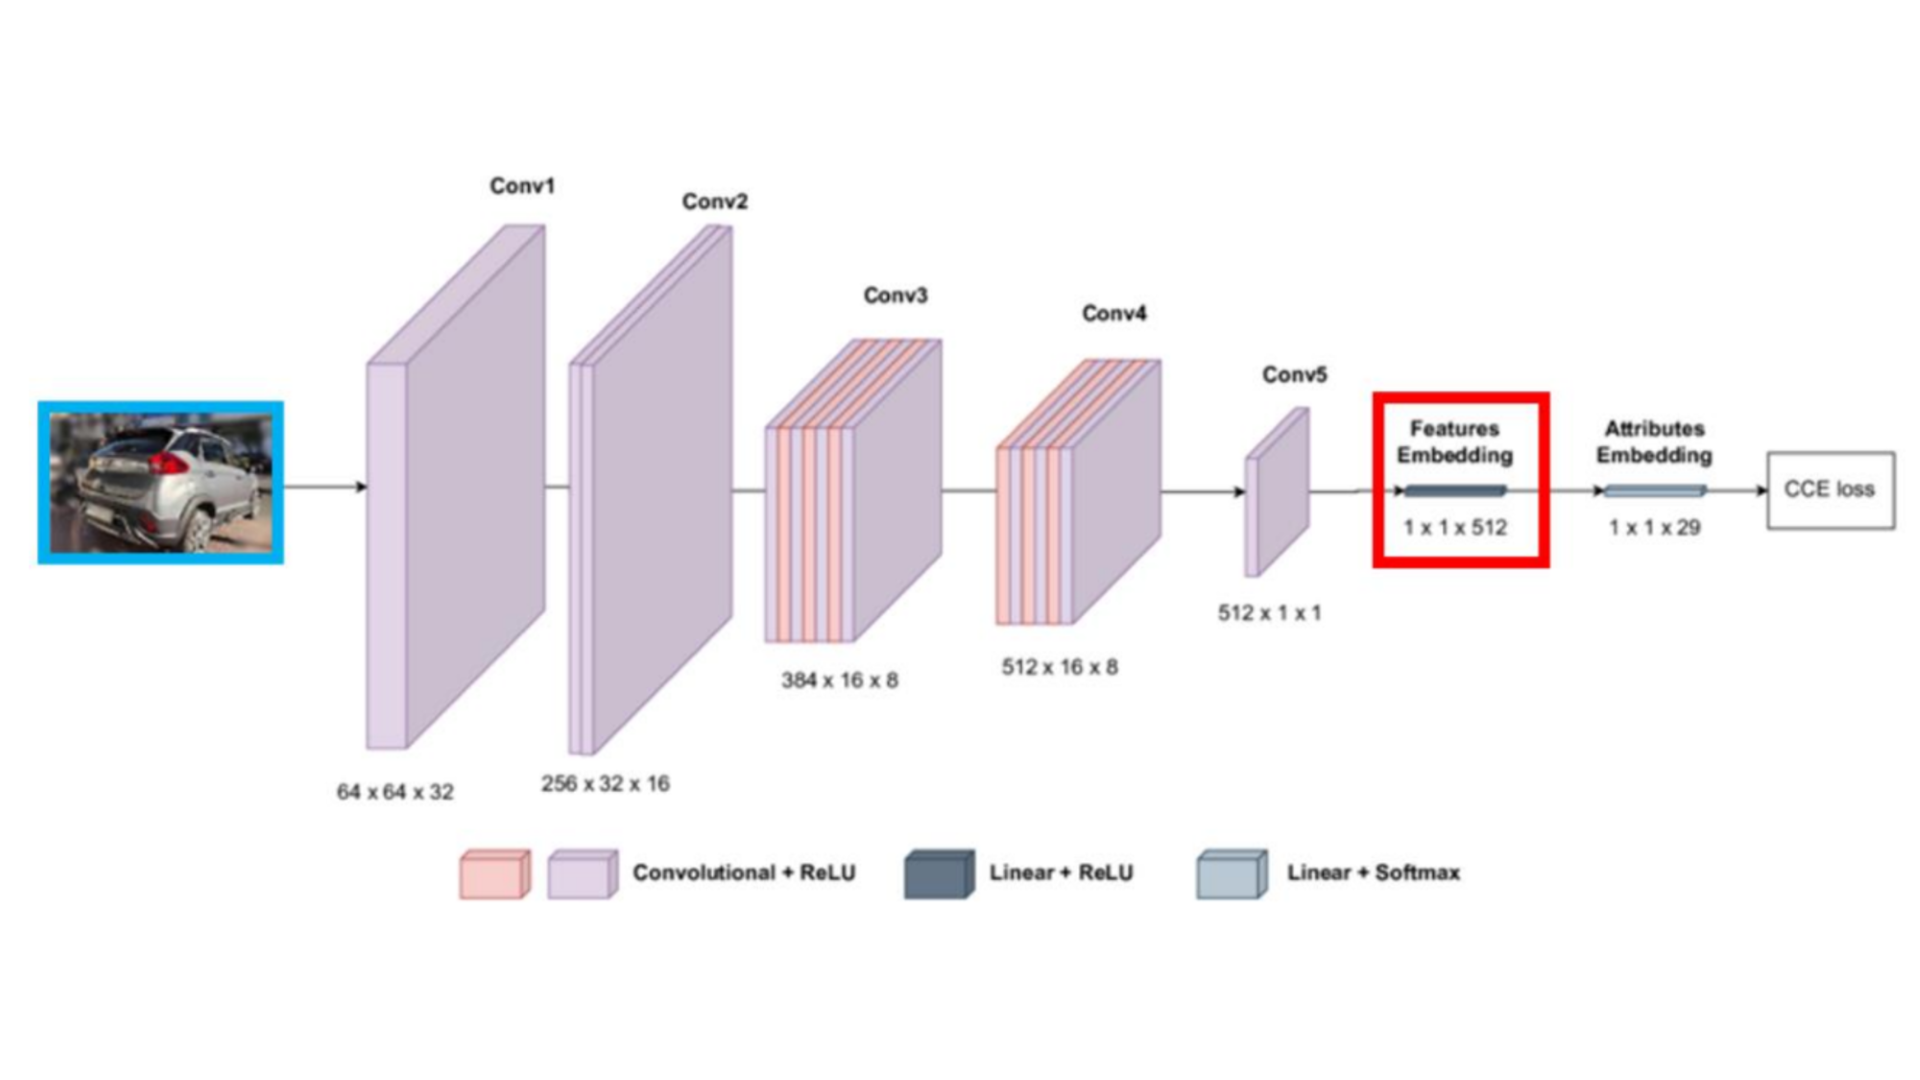 Conv1
Conv2
Conv3
Conv4
Conv5
Features
Embedding
Attributes
Embedding
CCE loss
1 x 1 x 512
1 x 1 x 29
512 x 1 x 1
512 x 16 x 8
384 x 16 x 8
256 x 32 x 16
64 x 64 x 32
Convolutional + ReLU
Linear + ReLU
Linear + Softmax